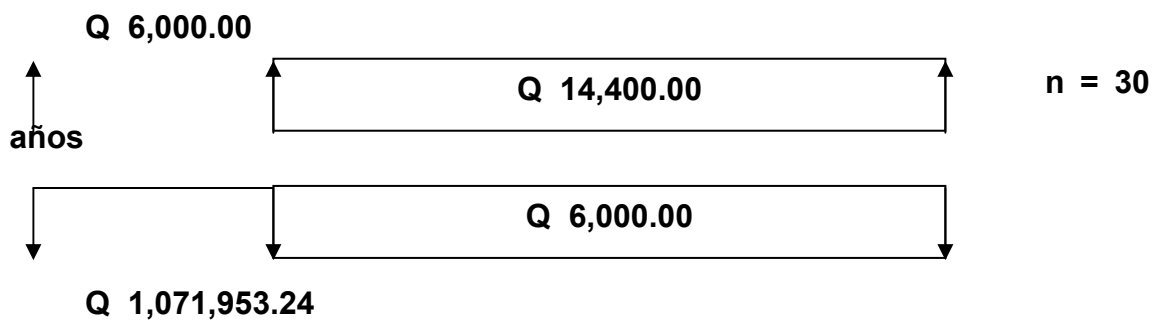 Q 6,000.00
Q 14,400.00
n = 30
años
Q 6,000.00
Q 1,071,953.24